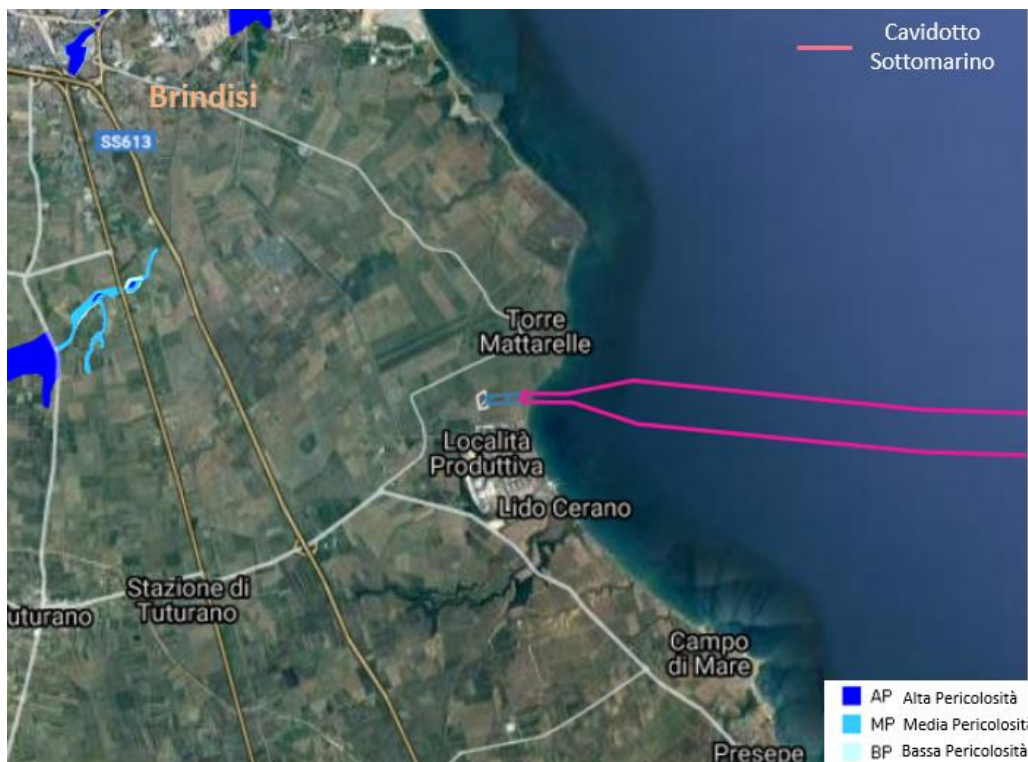 Cavidotto
Sottomarino
Brindisi
SS613
Torre
Mattarelle
Località
Produttiva
Lido Cerano
Stazione di
Tuturano
uturano
Campo
di Mare
Presepe
AP Alta Pericolosità
MP Media Pericolosità
BP Bassa Pericolosità